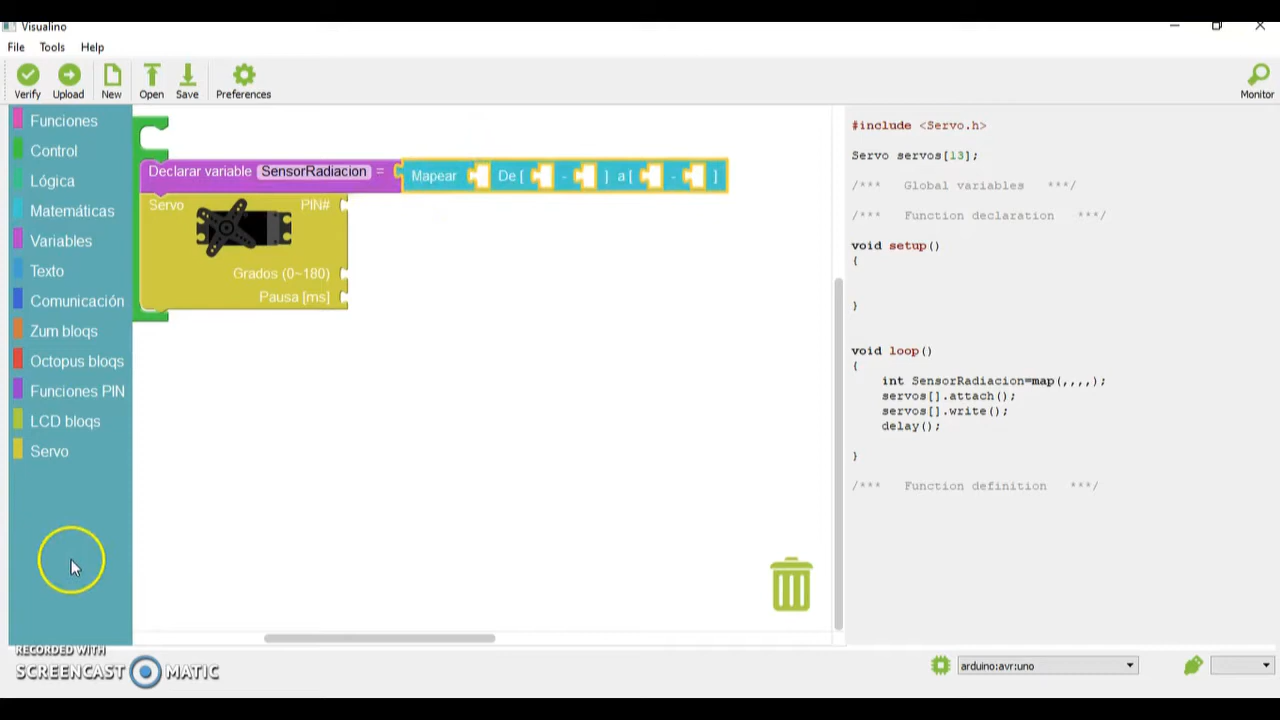 Visualino
File Tools Help
Verify Upload New Open Save Preferences Monitor
Funciones
Control
Lógica
Matemáticas
Variables
Texto
Comunicación
Zum bloqs
Octopus bloqs
Funciones PIN
LCD bloqs
Servo
Declarar variable SensorRadiacion = Mapear De [ - ] a [ - ]
Servo PIN#
Grados (0~180)
Pausa [ms]
#include <Servo.h>
Servo servos[13];
/*** Global variables ***/
/*** Function declaration ***/
void setup()
{
}
void loop()
{
int SensorRadiacion=map(,,,,);
servos[].attach();
servos[].write();
delay();
}
/*** Function definition ***/
RECORDED WITH
SCREENCAST MATIC
arduino:avr:uno